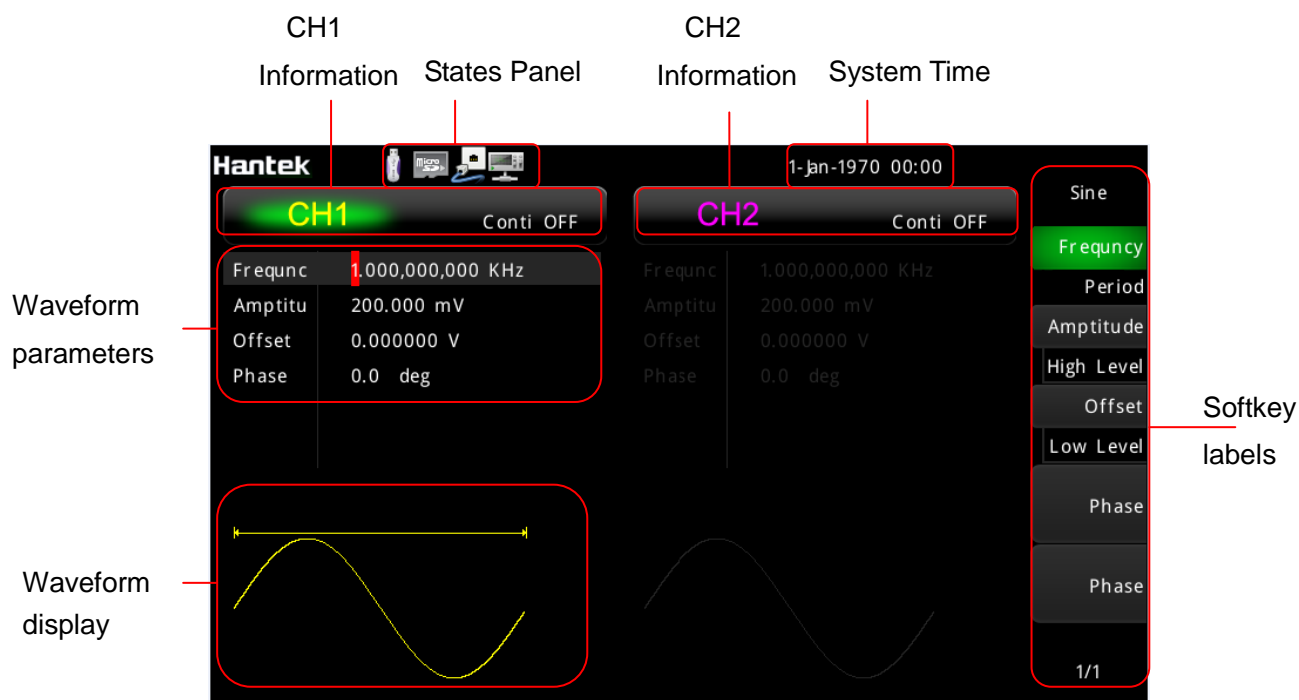 CH1
Information
States Panel
CH2
Information
System Time
Hantek
Micro
SD
1-Jan-1970 00:00
CH1
Conti OFF
CH2
Conti OFF
Sine
Frequnc 1.000,000,000 KHz
Amptitu 200.000 mV
Offset 0.000000 V
Phase 0.0 deg
Frequnc 1.000,000,000 KHz
Amptitu 200.000 mV
Offset 0.000000 V
Phase 0.0 deg
Frequncy
Period
Amptitude
High Level
Offset
Low Level
Phase
Phase
1/1
Waveform
parameters
Softkey
labels
Waveform
display